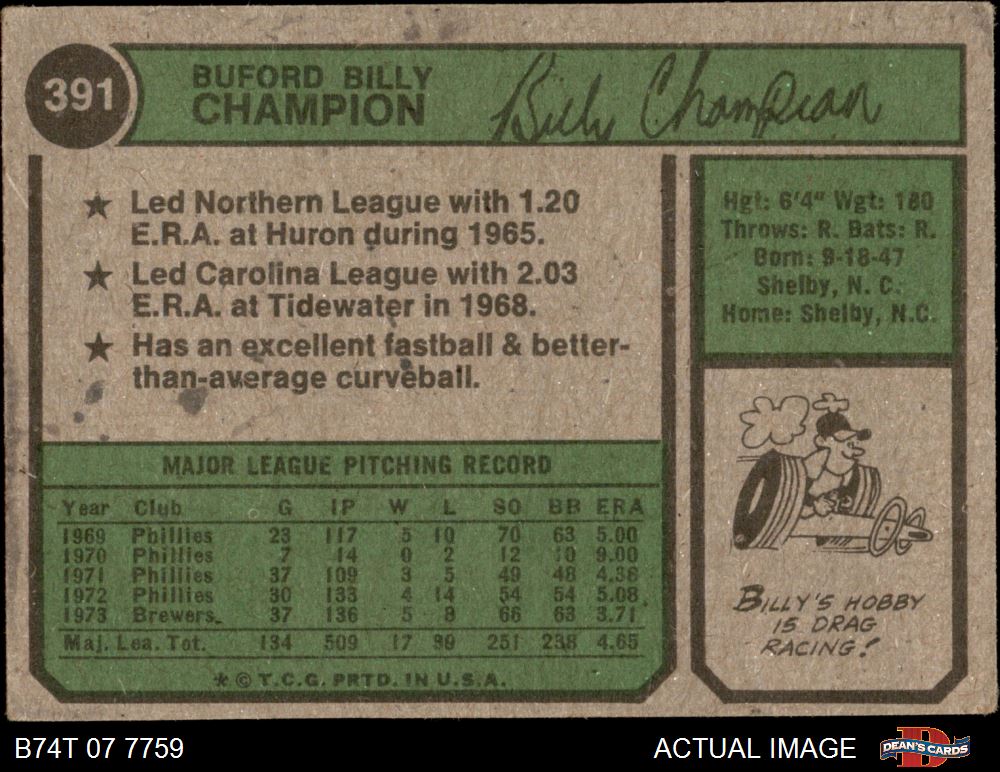 391
BUFORD BILLY
CHAMPION
Billy Champion
★ Led Northern League with 1.20
E.R.A. at Huron during 1965.
★ Led Carolina League with 2.03
E.R.A. at Tidewater in 1968.
★ Has an excellent fastball & better-
than-average curveball.
Hgt: 6'4" Wgt: 180
Throws: R. Bats: R.
Born: 9-18-47
Shelby, N. C.
Home: Shelby, N.C.
MAJOR LEAGUE PITCHING RECORD
Year Club G IP W L SO BB ERA
1969 Phillies 23 117 5 10 70 63 5.00
1970 Phillies 7 14 0 2 12 10 9.00
1971 Phillies 37 109 3 5 49 48 4.38
1972 Phillies 30 133 4 14 54 54 5.08
1973 Brewers 37 136 5 8 66 63 3.71
Maj. Lea. Tot. 134 509 17 39 251 238 4.65
* © T.C.G. PRTD. IN U.S.A.
BILLY'S HOBBY
IS DRAG
RACING!
B74T 07 7759
ACTUAL IMAGE
D
DEAN'S CARDS